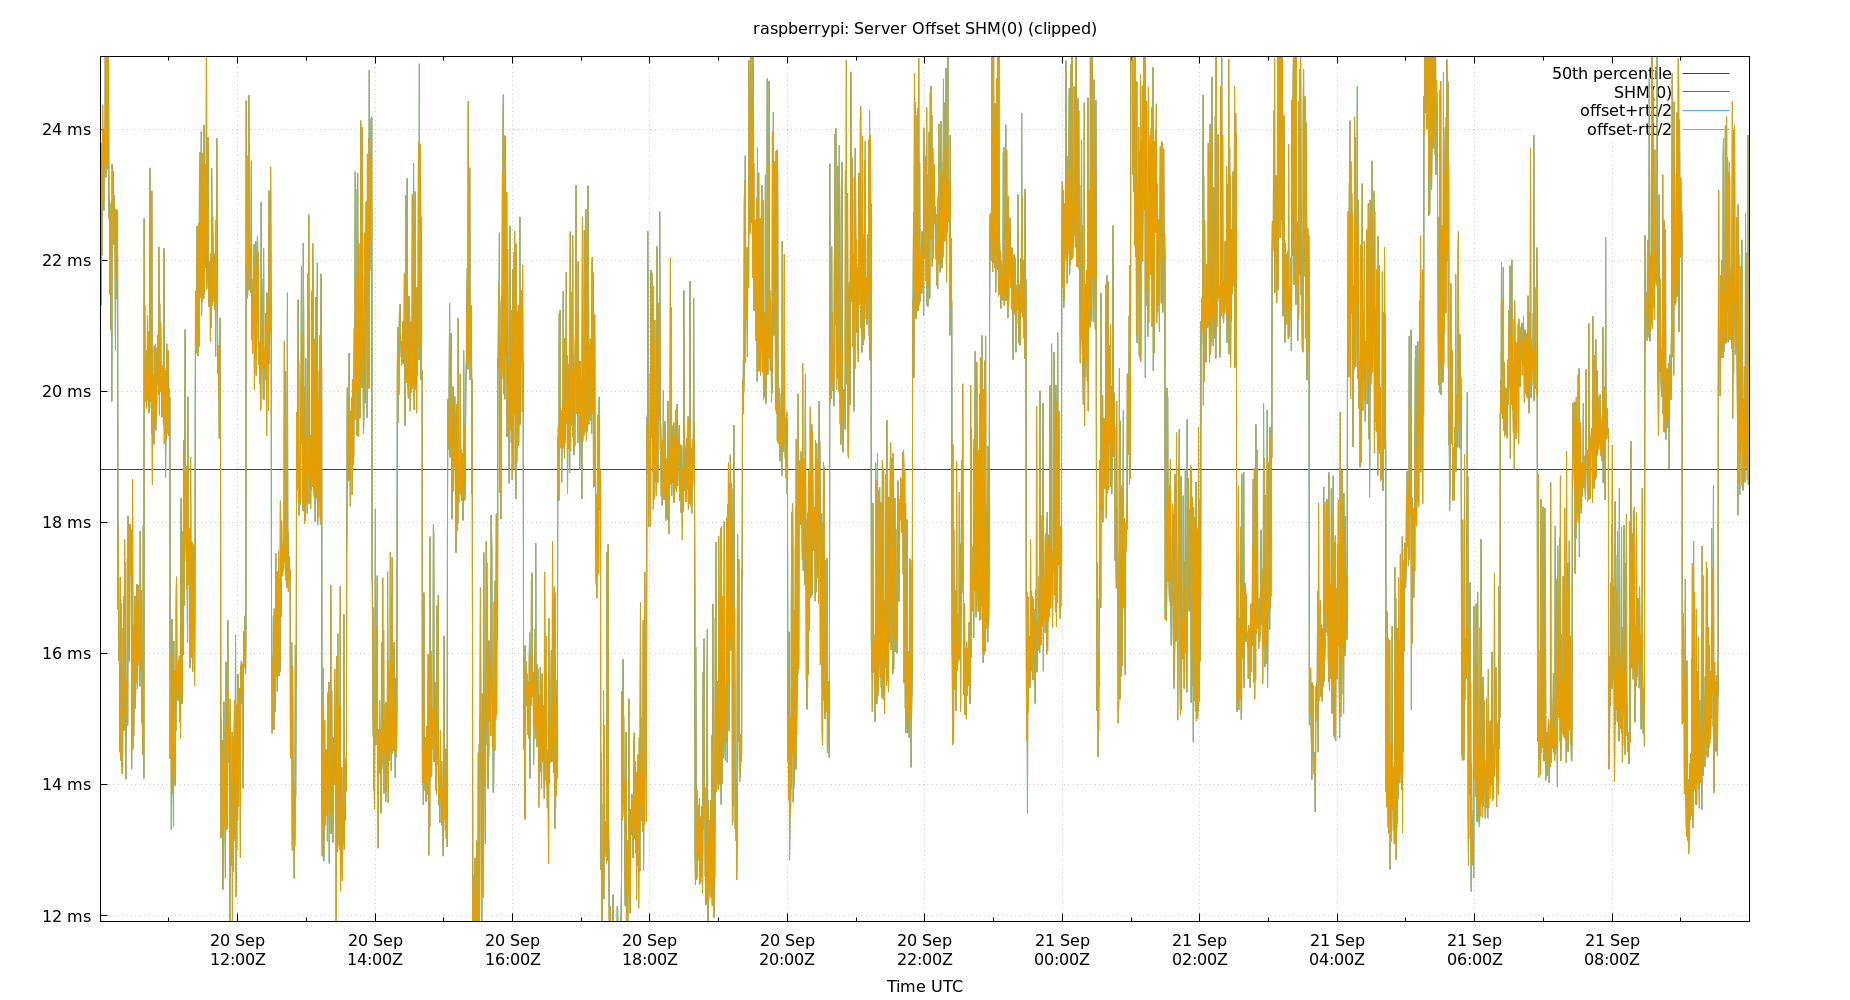 raspberrypi: Server Offset SHM(0) (clipped)
50th percentile
SHM(0)
offset+rtt/2
offset-rtt/2
24 ms
22 ms
20 ms
18 ms
16 ms
14 ms
12 ms
20 Sep 20 Sep 20 Sep 20 Sep 20 Sep 20 Sep 21 Sep 21 Sep 21 Sep 21 Sep 21 Sep
12:00Z 14:00Z 16:00Z 18:00Z 20:00Z 22:00Z 00:00Z 02:00Z 04:00Z 06:00Z 08:00Z
Time UTC